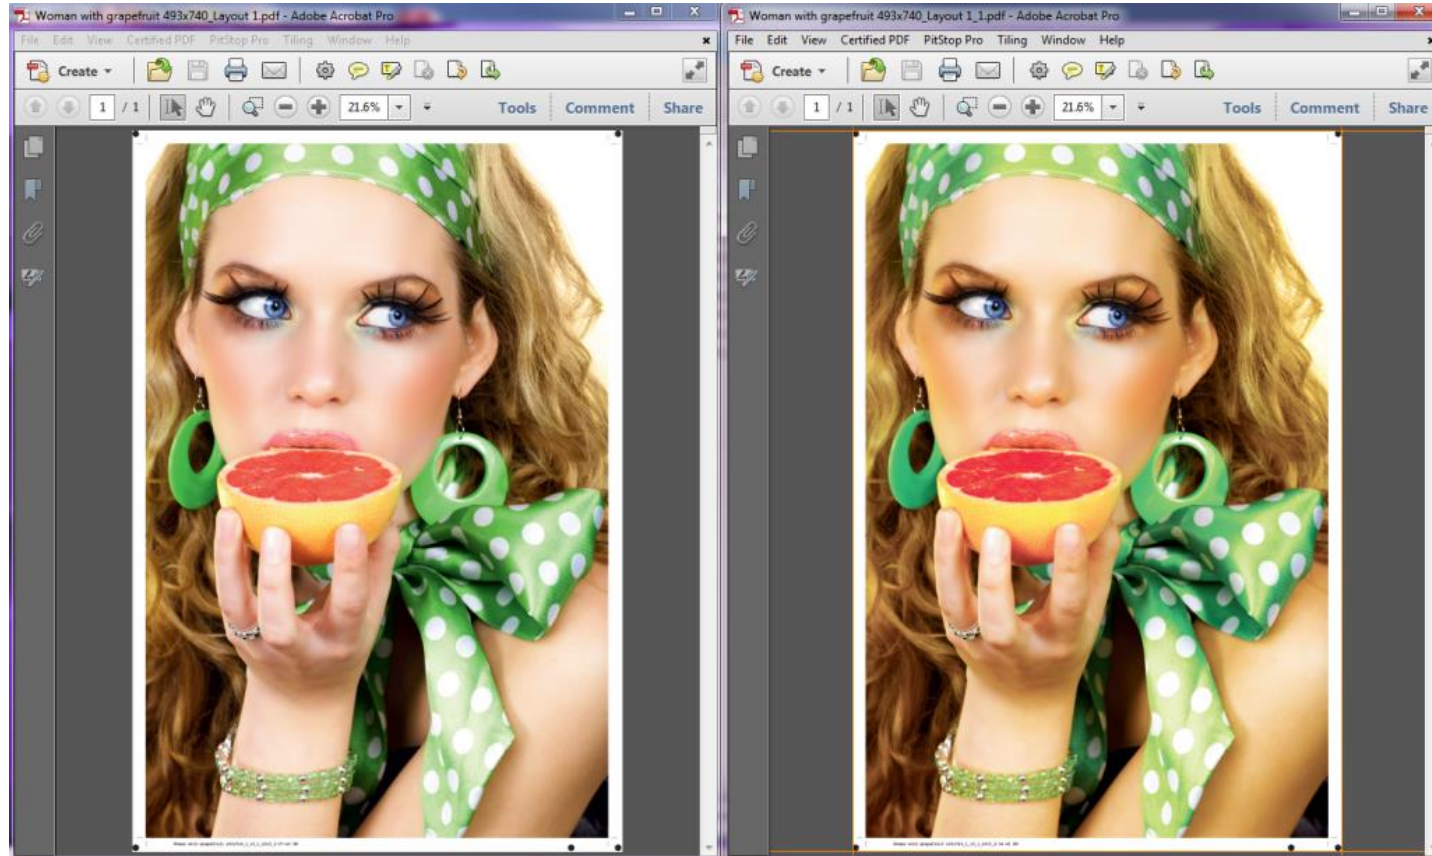 Woman with grapefruit 493x740_Layout 1.pdf - Adobe Acrobat Pro
File Edit View Certified PDF PitStop Pro Tiling Window Help
Create
1 / 1 21.6% Tools Comment Share
Woman with grapefruit 493x740_Layout 1_1.pdf - Adobe Acrobat Pro
File Edit View Certified PDF PitStop Pro Tiling Window Help
Create
1 / 1 21.6% Tools Comment Share